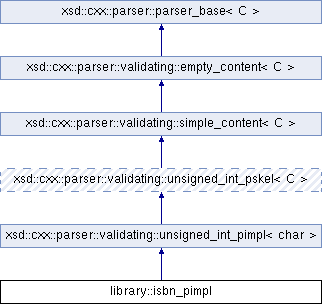 xsd::cxx::parser::parser_base< C >
xsd::cxx::parser::validating::empty_content< C >
xsd::cxx::parser::validating::simple_content< C >
xsd::cxx::parser::validating::unsigned_int_pskel< C >
xsd::cxx::parser::validating::unsigned_int_pimpl< char >
library::isbn_pimpl